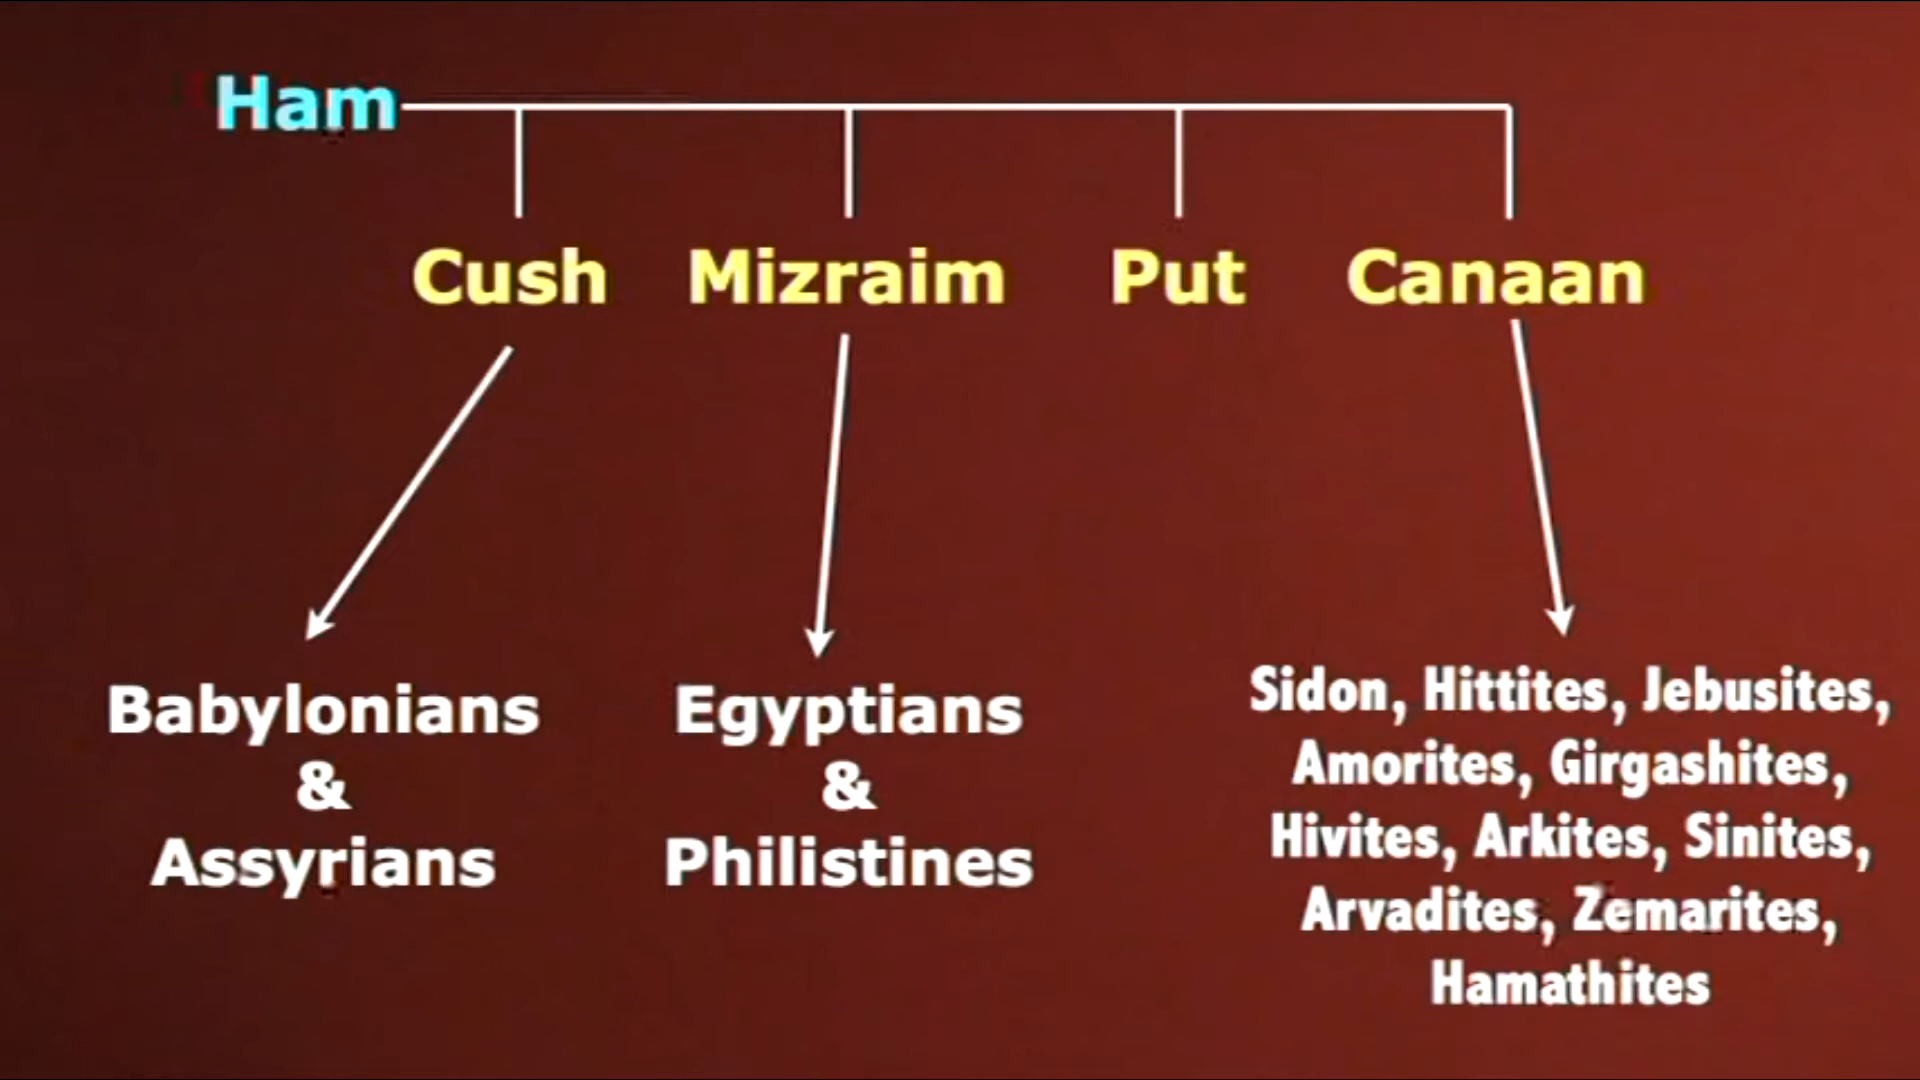 Ham
Cush Mizraim Put Canaan
Babylonians
&
Assyrians
Egyptians
&
Philistines
Sidon, Hittites, Jebusites,
Amorites, Girgashites,
Hivites, Arkites, Sinites,
Arvadites, Zemarites,
Hamathites